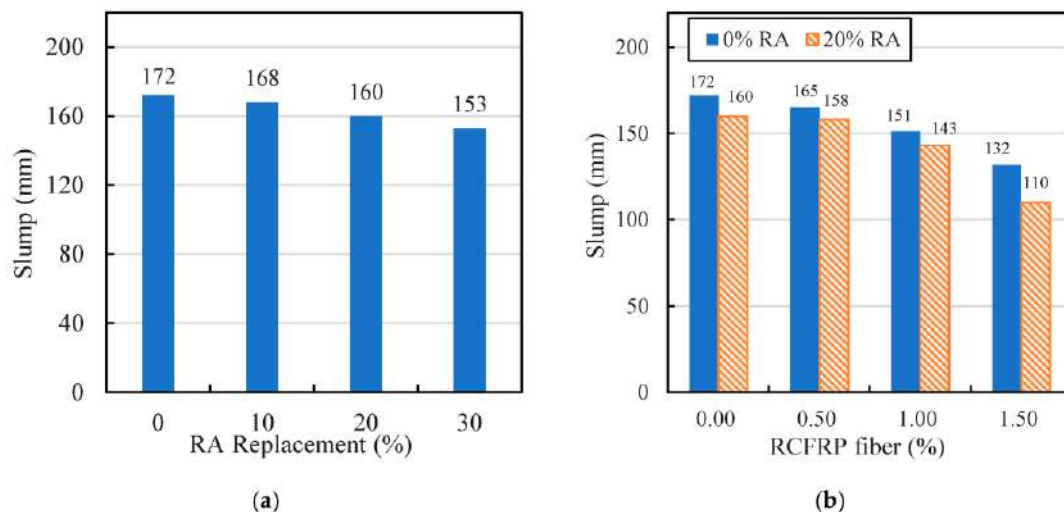 200
172
168
160
160
153
120
80
40
0
Slump (mm)
0 10 20 30
RA Replacement (%)
(a)
0% RA 20% RA
200
172
160
165
158
151
143
150
132
110
100
50
0
Slump (mm)
0.00 0.50 1.00 1.50
RCFRP fiber (%)
(b)